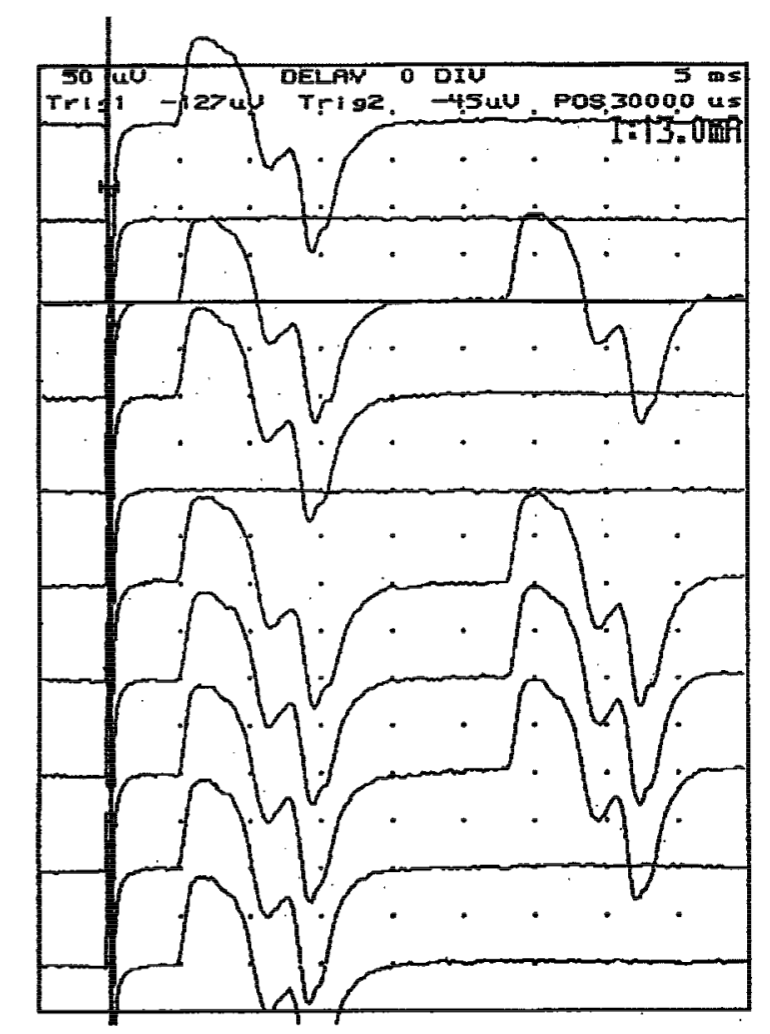 50 uV DELAY 0 DIV 5 ms
Trig1 -127uV Trig2 -45uV POS 30000 us
I:13.0mA